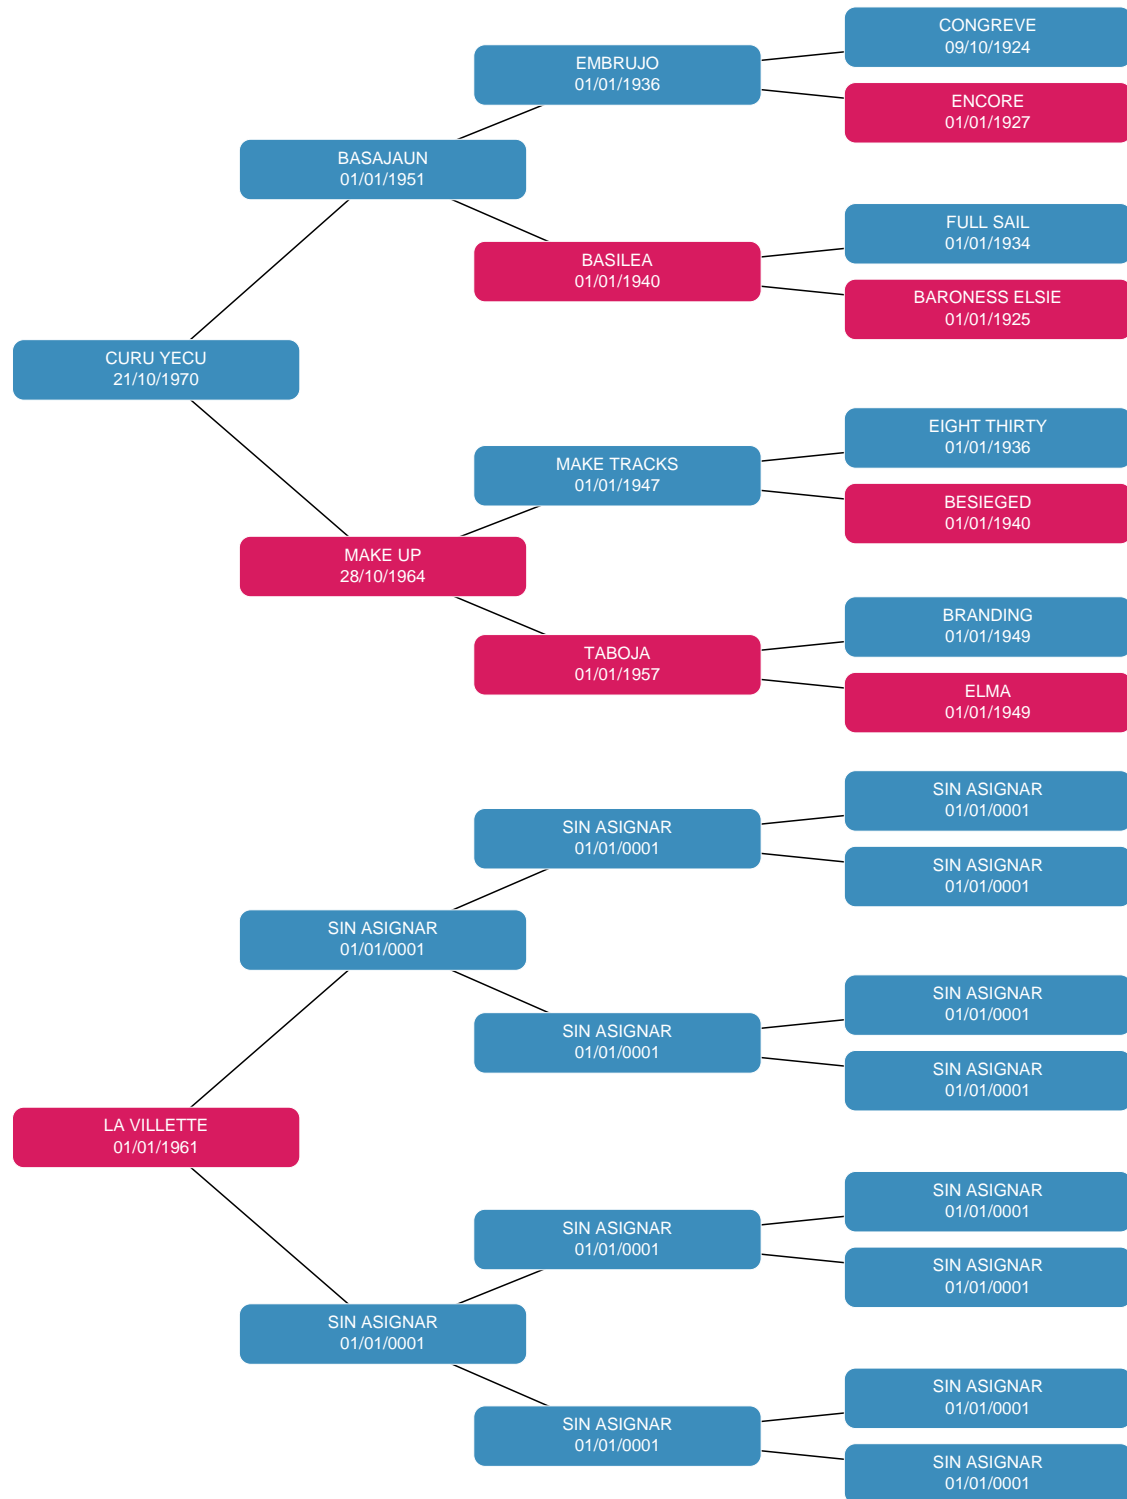 CONGREVE
09/10/1924
EMBRUJO
01/01/1936
ENCORE
01/01/1927
BASAJAUN
01/01/1951
FULL SAIL
01/01/1934
BASILEA
01/01/1940
BARONESS ELSIE
01/01/1925
CURU YECU
21/10/1970
EIGHT THIRTY
01/01/1936
MAKE TRACKS
01/01/1947
BESIEGED
01/01/1940
MAKE UP
28/10/1964
BRANDING
01/01/1949
TABOJA
01/01/1957
ELMA
01/01/1949
SIN ASIGNAR
01/01/0001
SIN ASIGNAR
01/01/0001
SIN ASIGNAR
01/01/0001
SIN ASIGNAR
01/01/0001
SIN ASIGNAR
01/01/0001
SIN ASIGNAR
01/01/0001
SIN ASIGNAR
01/01/0001
LA VILLETTE
01/01/1961
SIN ASIGNAR
01/01/0001
SIN ASIGNAR
01/01/0001
SIN ASIGNAR
01/01/0001
SIN ASIGNAR
01/01/0001
SIN ASIGNAR
01/01/0001
SIN ASIGNAR
01/01/0001
SIN ASIGNAR
01/01/0001